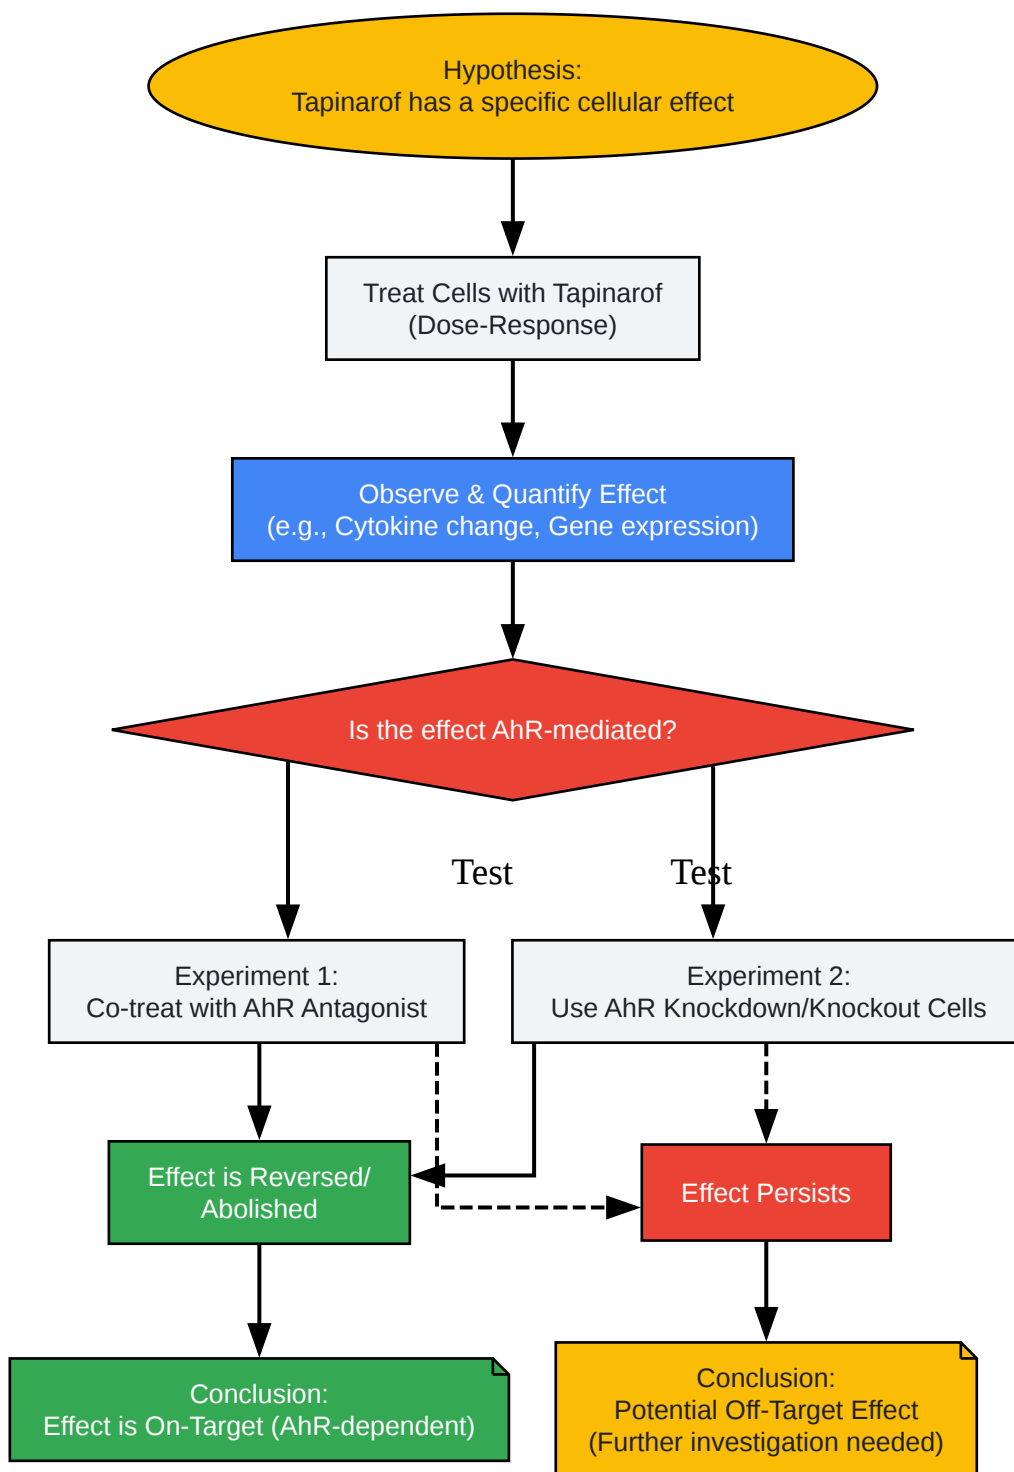 Hypothesis:
Tapinarof has a specific cellular effect
Treat Cells with Tapinarof
(Dose-Response)
Observe & Quantify Effect
(e.g., Cytokine change, Gene expression)
Is the effect AhR-mediated?
Test
Test
Experiment 1:
Co-treat with AhR Antagonist
Experiment 2:
Use AhR Knockdown/Knockout Cells
Effect is Reversed/
Abolished
Effect Persists
Conclusion:
Effect is On-Target (AhR-dependent)
Conclusion:
Potential Off-Target Effect
(Further investigation needed)